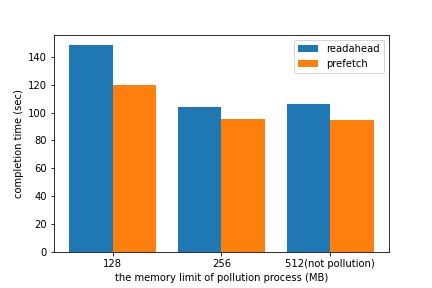 readahead
prefetch
140
120
100
80
60
40
20
0
completion time (sec)
128 256 512(not pollution)
the memory limit of pollution process (MB)